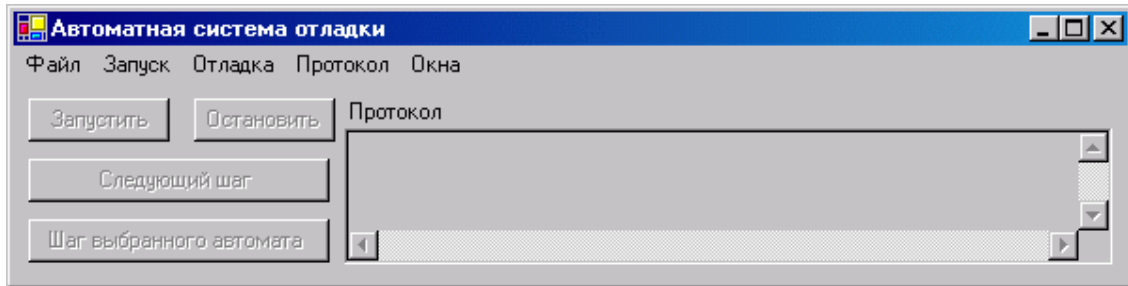 Автоматная система отладки
Файл Запуск Отладка Протокол Окна
Запустить Остановить Протокол
Следующий шаг
Шаг выбранного автомата